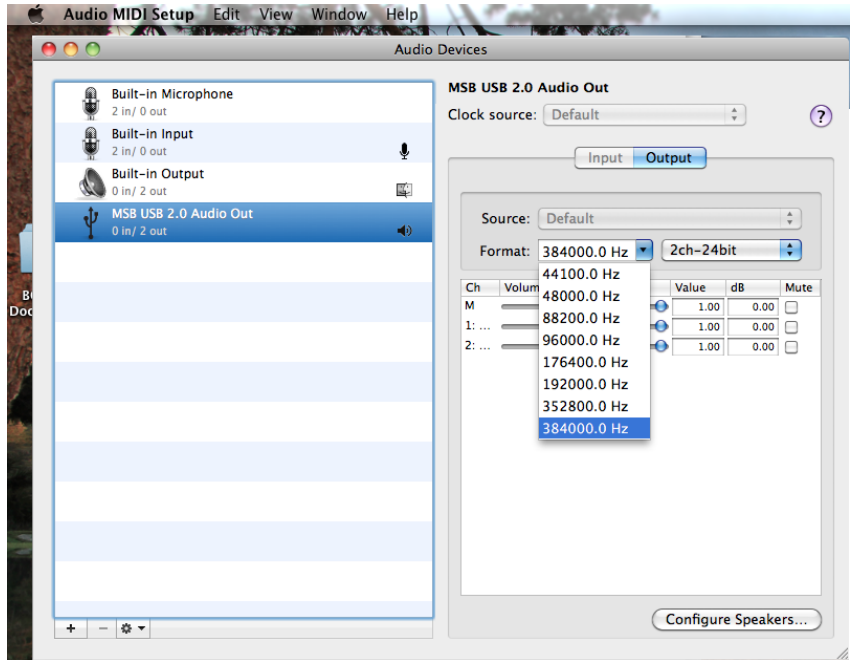 Audio MIDI Setup Edit View Window Help
Audio Devices
Built-in Microphone
2 in/ 0 out
Built-in Input
2 in/ 0 out
Built-in Output
0 in/ 2 out
MSB USB 2.0 Audio Out
0 in/ 2 out
MSB USB 2.0 Audio Out
Clock source: Default ?
Input Output
Source: Default
Format: 384000.0 Hz 2ch-24bit
44100.0 Hz
48000.0 Hz
88200.0 Hz
96000.0 Hz
176400.0 Hz
192000.0 Hz
352800.0 Hz
384000.0 Hz
Ch Volum Value dB Mute
M 1.00 0.00
1: ... 1.00 0.00
2: ... 1.00 0.00
Configure Speakers...
+ −